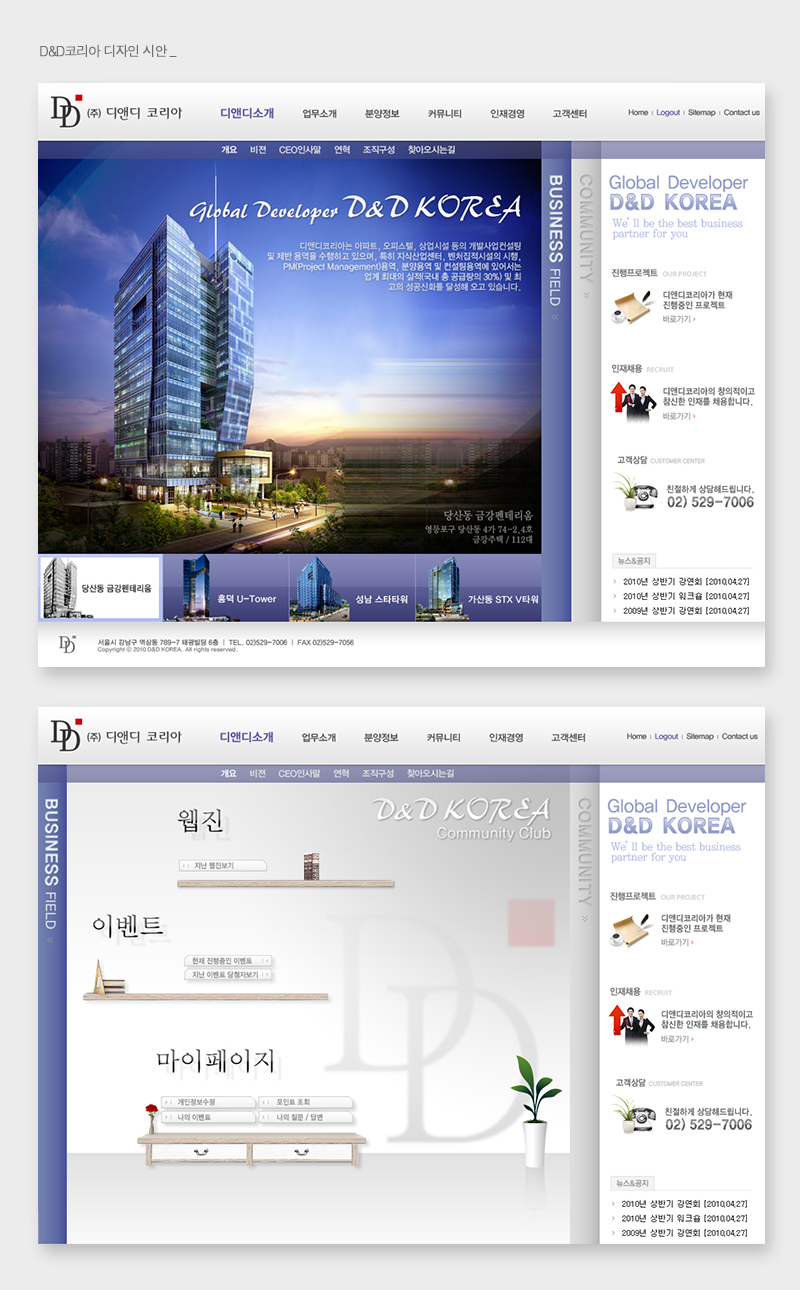 D&D코리아 디자인 시안 _
DD (주) 디앤디 코리아
디앤디소개 업무소개 분양정보 커뮤니티 인재경영 고객센터
Home | Logout | Sitemap | Contact us
개요 비젼 CEO인사말 연혁 조직구성 찾아오시는길
Global Developer D&D KOREA
디앤디코리아는 아파트, 오피스텔, 상업시설 등의 개발사업컨설팅
및 제반 용역을 수행하고 있으며, 특히 지식산업센터, 벤처집적시설의 시행,
PM(Project Management)용역, 분양용역 및 컨설팅용역에 있어서는
업계 최대의 실적(국내 총 공급량의 30%) 및 최
고의 성공신화를 달성해 오고 있습니다.
당산동 금강펜테리움
영등포구 당산동 4가 74-2,4호
금강주택 / 112대
당산동 금강펜테리움
흥덕 U-Tower
성남 스타타워
가산동 STX V타워
BUSINESS FIELD
COMMUNITY
Global Developer
D&D KOREA
We'll be the best business
partner for you
진행프로젝트 OUR PROJECT
디앤디코리아가 현재
진행중인 프로젝트
바로가기
인재채용 RECRUIT
디앤디코리아의 창의적이고
참신한 인재를 채용합니다.
바로가기
고객상담 CUSTOMER CENTER
친절하게 상담해드립니다.
02) 529-7006
뉴스&공지
2010년 상반기 강연회 [2010,04,27]
2010년 상반기 워크숍 [2010,04,27]
2009년 상반기 강연회 [2010,04,27]
DD
서울시 강남구 역삼동 789-7 태광빌딩 6층 | TEL. 02)529-7006 | FAX 02)529-7056
Copyright ⓒ 2010 D&D KOREA. All rights reserved.
DD (주) 디앤디 코리아
디앤디소개 업무소개 분양정보 커뮤니티 인재경영 고객센터
Home | Logout | Sitemap | Contact us
개요 비젼 CEO인사말 연혁 조직구성 찾아오시는길
BUSINESS FIELD
D&D KOREA
Community Club
웹진
지난 웹진보기
이벤트
현재 진행중인 이벤트
지난 이벤트 당첨자보기
DD
마이페이지
개인정보수정 포인트 조회
나의 이벤트 나의 질문 / 답변
COMMUNITY
Global Developer
D&D KOREA
We'll be the best business
partner for you
진행프로젝트 OUR PROJECT
디앤디코리아가 현재
진행중인 프로젝트
바로가기
인재채용 RECRUIT
디앤디코리아의 창의적이고
참신한 인재를 채용합니다.
바로가기
고객상담 CUSTOMER CENTER
친절하게 상담해드립니다.
02) 529-7006
뉴스&공지
2010년 상반기 강연회 [2010,04,27]
2010년 상반기 워크숍 [2010,04,27]
2009년 상반기 강연회 [2010,04,27]